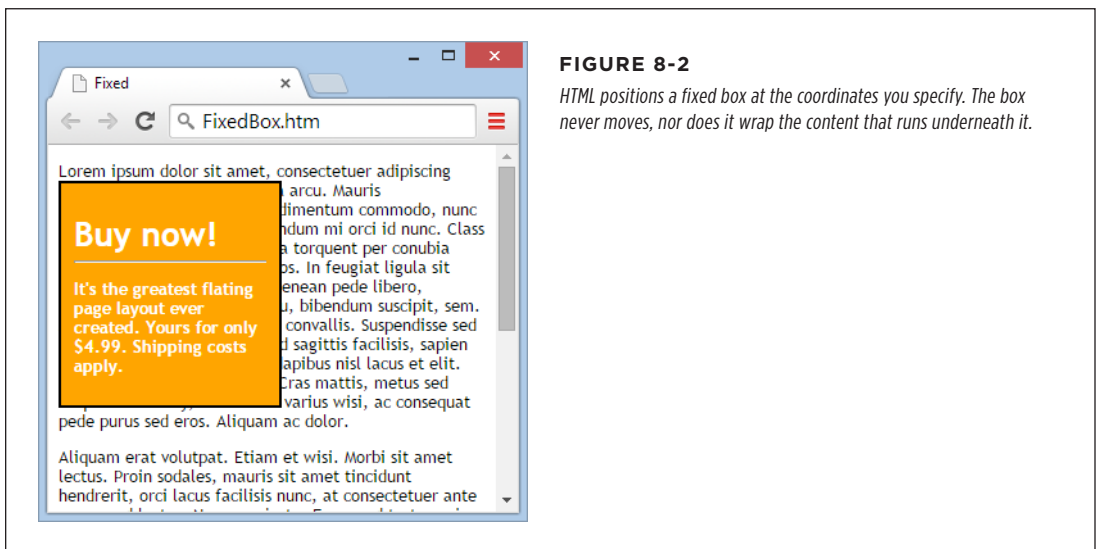 Fixed
FixedBox.htm
Lorem ipsum dolor sit amet, consectetuer adipiscing
arcu. Mauris
dimentum commodo, nunc
ndum mi orci id nunc. Class
a torquent per conubia
os. In feugiat ligula sit
enean pede libero,
u, bibendum suscipit, sem.
convallis. Suspendisse sed
d sagittis facilisis, sapien
dapibus nisl lacus et elit.
Cras mattis, metus sed
varius wisi, ac consequat
pede purus sed eros. Aliquam ac dolor.
Buy now!
It's the greatest flating
page layout ever
created. Yours for only
$4.99. Shipping costs
apply.
Aliquam erat volutpat. Etiam et wisi. Morbi sit amet
lectus. Proin sodales, mauris sit amet tincidunt
hendrerit, orci lacus facilisis nunc, at consectetuer ante
FIGURE 8-2
HTML positions a fixed box at the coordinates you specify. The box
never moves, nor does it wrap the content that runs underneath it.